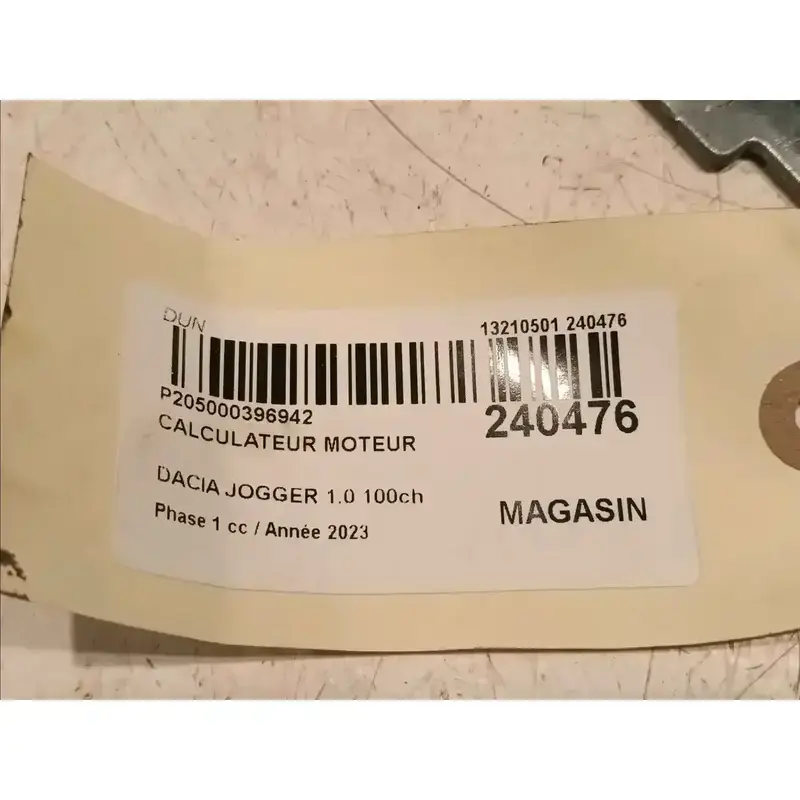 DUN
13210501 240476
P205000396942
240476
CALCULATEUR MOTEUR
DACIA JOGGER 1.0 100ch
Phase 1 cc / Année 2023
MAGASIN